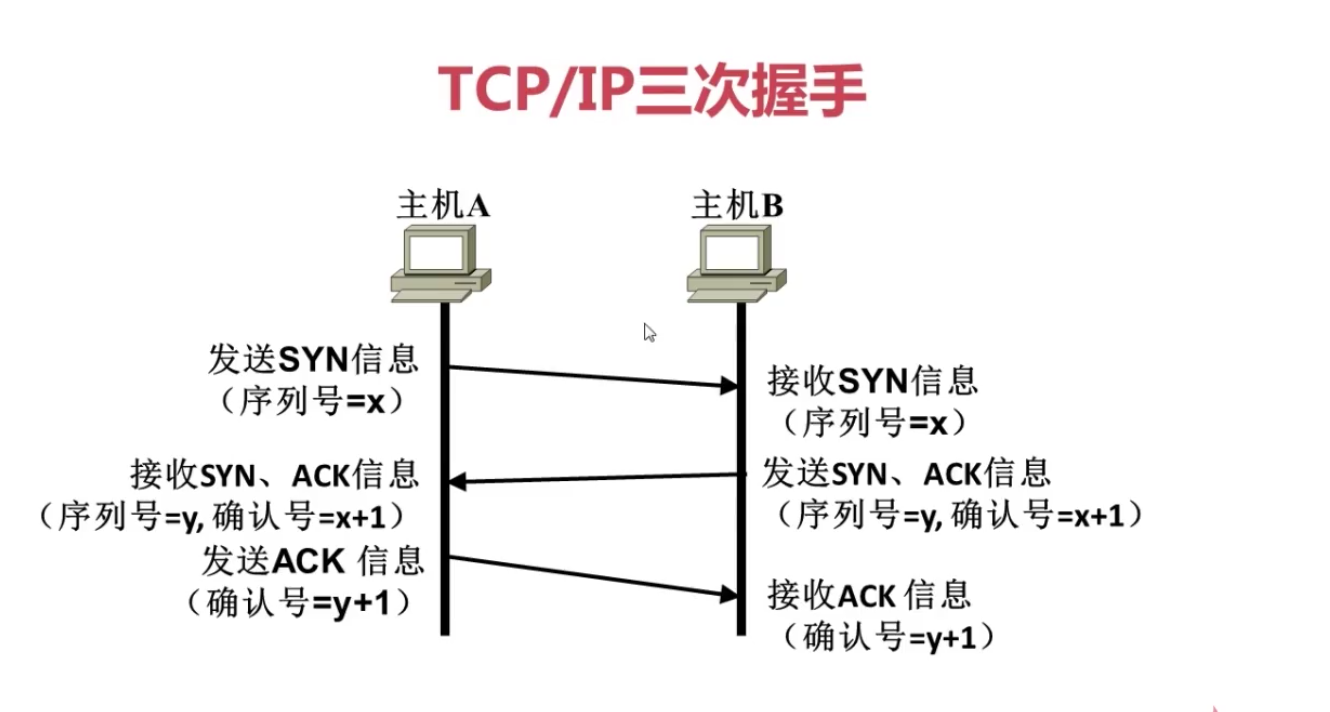 TCP/IP三次握手
主机A
主机B
发送SYN信息
（序列号=x）
接收SYN信息
（序列号=x）
接收SYN、ACK信息
（序列号=y, 确认号=x+1）
发送SYN、ACK信息
（序列号=y, 确认号=x+1）
发送ACK 信息
（确认号=y+1）
接收ACK 信息
（确认号=y+1）